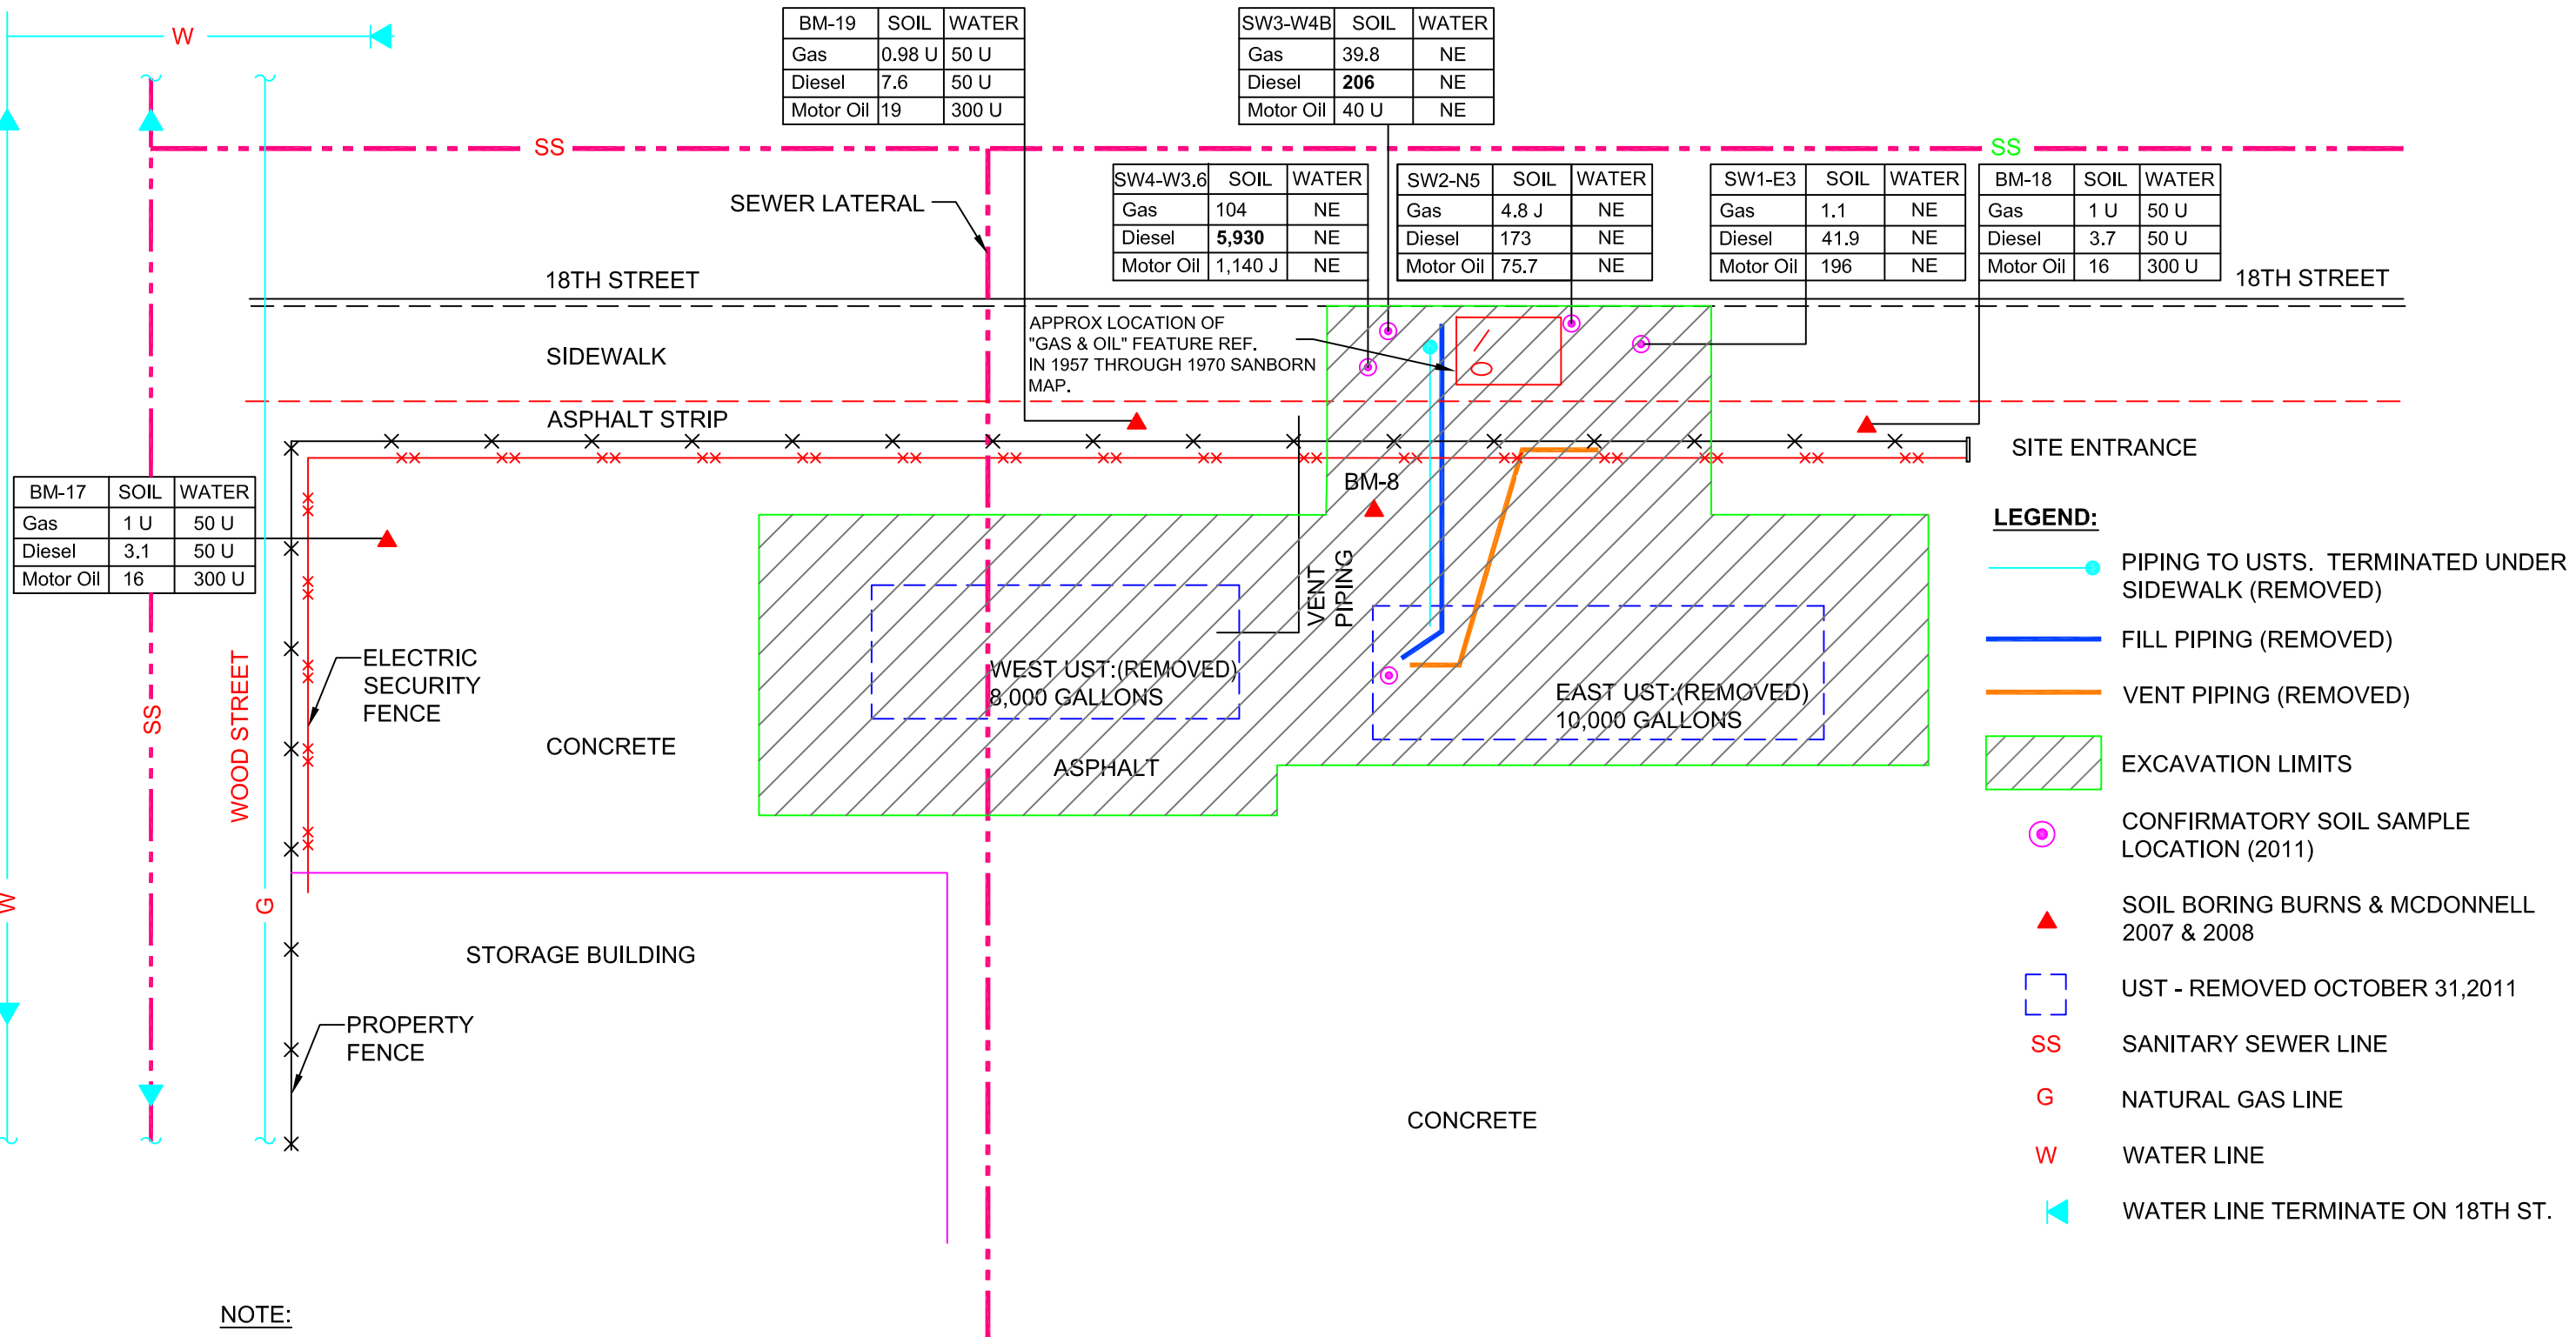 W
BM-19 SOIL WATER
Gas 0.98 U 50 U
Diesel 7.6 50 U
Motor Oil 19 300 U
SW3-W4B SOIL WATER
Gas 39.8 NE
Diesel 206 NE
Motor Oil 40 U NE
SS
SS
SEWER LATERAL
SW4-W3.6 SOIL WATER
Gas 104 NE
Diesel 5,930 NE
Motor Oil 1,140 J NE
SW2-N5 SOIL WATER
Gas 4.8 J NE
Diesel 173 NE
Motor Oil 75.7 NE
SW1-E3 SOIL WATER
Gas 1.1 NE
Diesel 41.9 NE
Motor Oil 196 NE
BM-18 SOIL WATER
Gas 1 U 50 U
Diesel 3.7 50 U
Motor Oil 16 300 U
18TH STREET
18TH STREET
APPROX LOCATION OF
"GAS & OIL" FEATURE REF.
IN 1957 THROUGH 1970 SANBORN
MAP.
SIDEWALK
ASPHALT STRIP
SITE ENTRANCE
BM-17 SOIL WATER
Gas 1 U 50 U
Diesel 3.1 50 U
Motor Oil 16 300 U
BM-8
VENT
PIPING
WEST UST:(REMOVED)
8,000 GALLONS
EAST UST:(REMOVED)
10,000 GALLONS
ELECTRIC
SECURITY
FENCE
SS
WOOD STREET
CONCRETE
ASPHALT
W
G
STORAGE BUILDING
PROPERTY
FENCE
CONCRETE
LEGEND:
PIPING TO USTS. TERMINATED UNDER
SIDEWALK (REMOVED)
FILL PIPING (REMOVED)
VENT PIPING (REMOVED)
EXCAVATION LIMITS
CONFIRMATORY SOIL SAMPLE
LOCATION (2011)
SOIL BORING BURNS & MCDONNELL
2007 & 2008
UST - REMOVED OCTOBER 31,2011
SS SANITARY SEWER LINE
G NATURAL GAS LINE
W WATER LINE
WATER LINE TERMINATE ON 18TH ST.
NOTE: